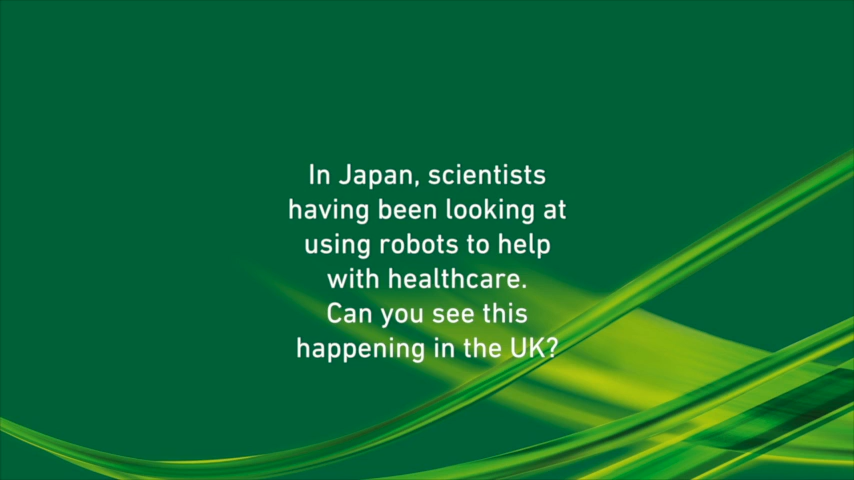 In Japan, scientists
having been looking at
using robots to help
with healthcare.
Can you see this
happening in the UK?